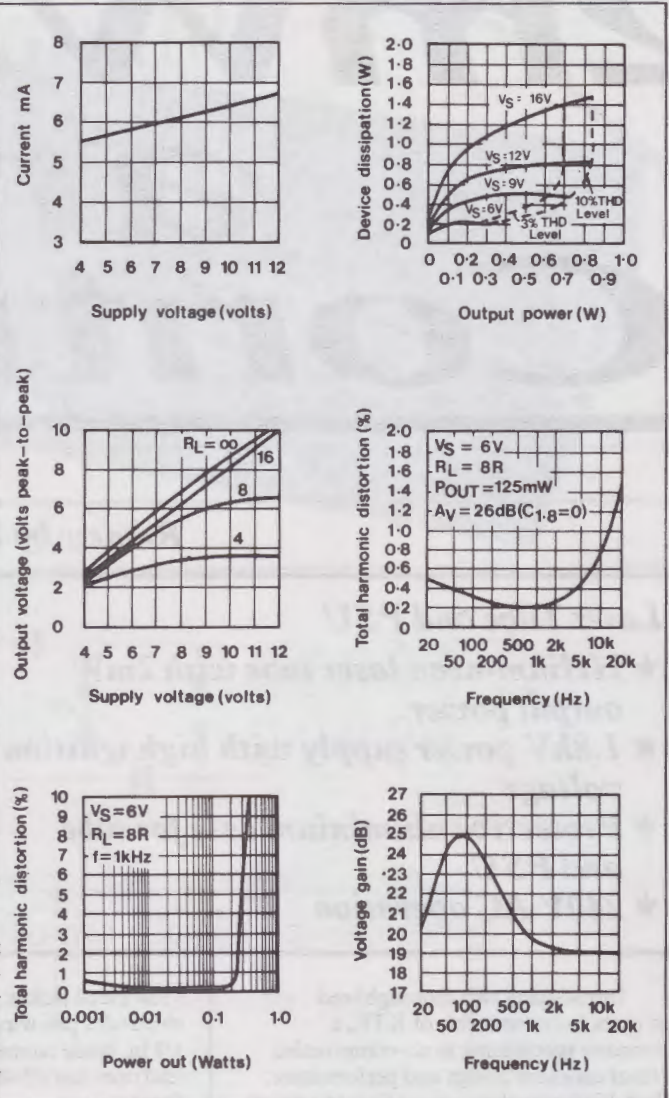 8
7
6
5
4
3
Current mA
4 5 6 7 8 9 10 11 12
Supply voltage (volts)
2·0
1·8
1·6
1·4
1·2
1·0
0·8
0·6
0·4
0·2
0
Device dissipation (W)
VS = 16V
VS = 12V
VS = 9V
VS = 6V
10% THD
Level
3% THD
Level
0 0·2 0·4 0·6 0·8 1·0
0·1 0·3 0·5 0·7 0·9
Output power (W)
10
8
6
4
2
0
Output voltage (volts peak-to-peak)
RL = ∞
16
8
4
4 5 6 7 8 9 10 11 12
Supply voltage (volts)
2·0
1·8
1·6
1·4
1·2
1·0
0·8
0·6
0·4
0·2
Total harmonic distortion (%)
VS = 6V
RL = 8R
POUT = 125mW
AV = 26dB (C1·8=0)
20 100 500 2k 10k
50 200 1k 5k 20k
Frequency (Hz)
10
9
8
7
6
5
4
3
2
1
0
Total harmonic distortion (%)
VS = 6V
RL = 8R
f = 1kHz
0.001 0.01 0.1 1.0
Power out (Watts)
27
26
25
24
23
22
21
20
19
18
17
Voltage gain (dB)
20 100 500 2k 10k
50 200 1k 5k 20k
Frequency (Hz)